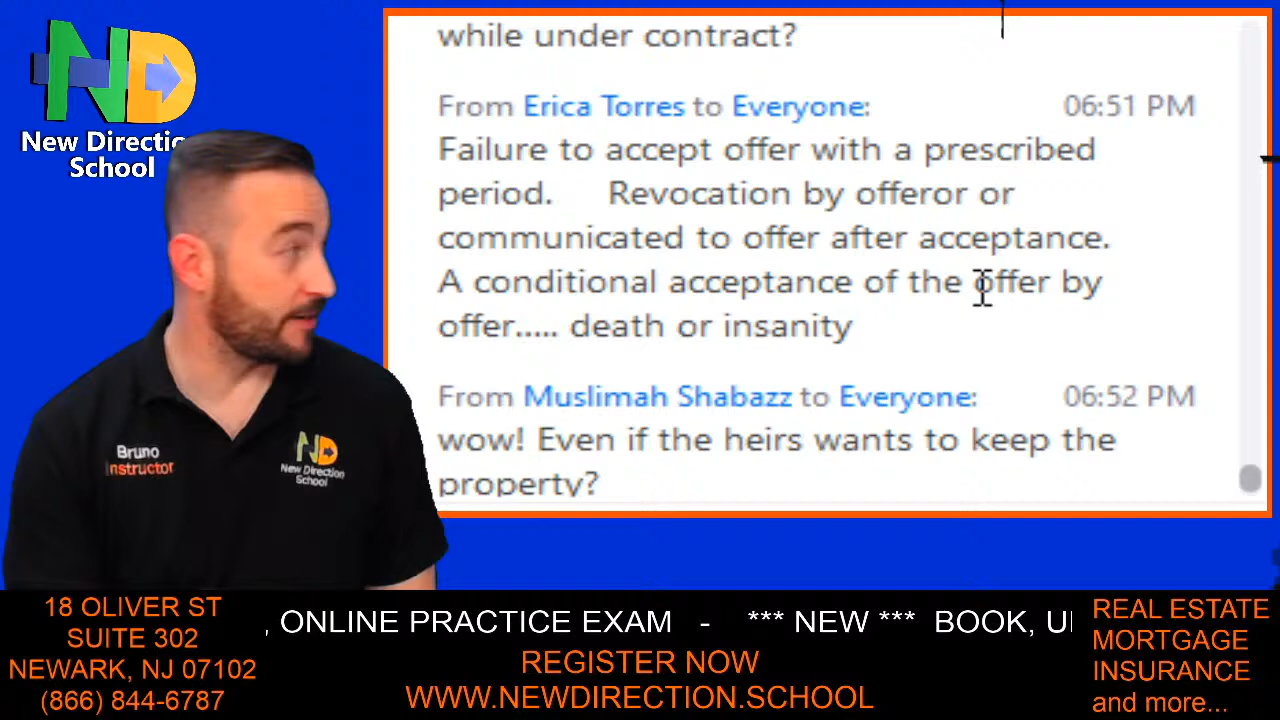 ND
New Directio
School
while under contract?
From Erica Torres to Everyone: 06:51 PM
Failure to accept offer with a prescribed
period. Revocation by offeror or
communicated to offer after acceptance.
A conditional acceptance of the offer by
offer..... death or insanity
From Muslimah Shabazz to Everyone: 06:52 PM
wow! Even if the heirs wants to keep the
property?
Bruno
Instructor
ND
New Direction
School
18 OLIVER ST
SUITE 302
NEWARK, NJ 07102
(866) 844-6787
, ONLINE PRACTICE EXAM - *** NEW *** BOOK, U
REGISTER NOW
WWW.NEWDIRECTION.SCHOOL
REAL ESTATE
MORTGAGE
INSURANCE
and more...